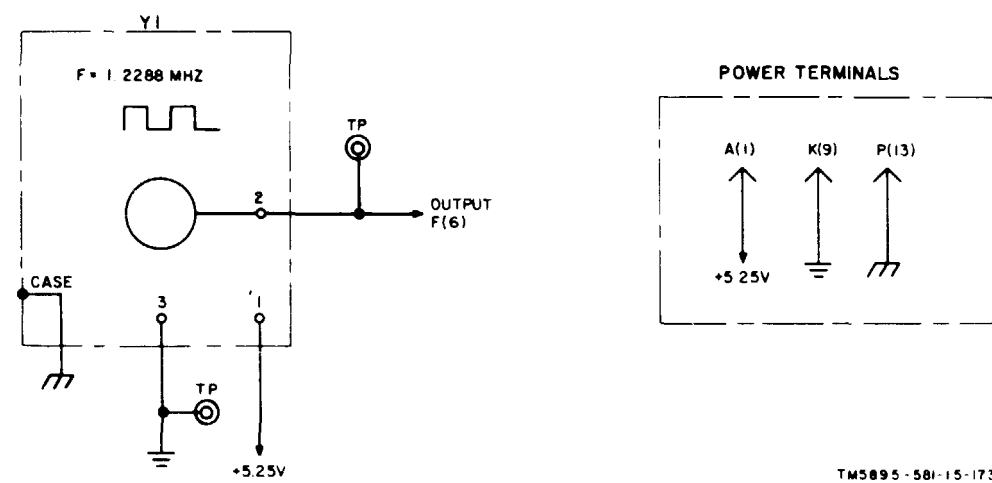 Y1
F= 1.2288 MHZ
TP
2
OUTPUT
F(6)
CASE
3
1
TP
+5.25V
POWER TERMINALS
A(1) K(9) P(13)
+5.25V
TM5895-581-15-173